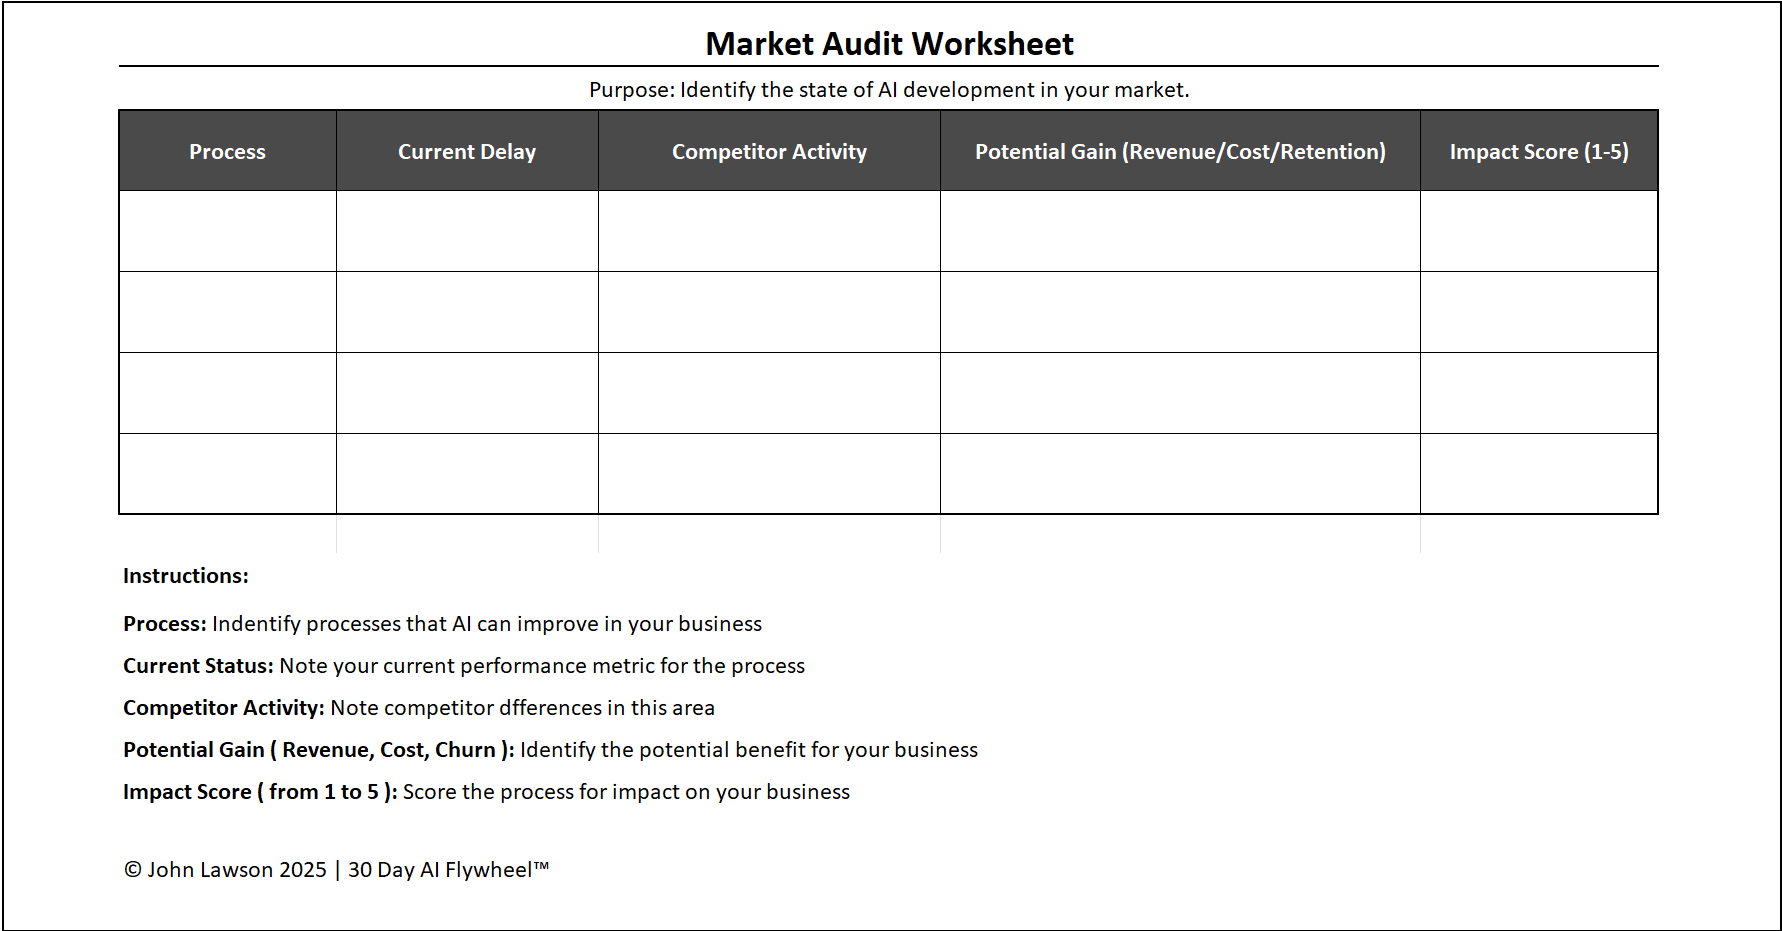 Market Audit Worksheet
Purpose: Identify the state of AI development in your market.
Process Current Delay Competitor Activity Potential Gain (Revenue/Cost/Retention) Impact Score (1-5)
Instructions:
Process: Indentify processes that AI can improve in your business
Current Status: Note your current performance metric for the process
Competitor Activity: Note competitor dfferences in this area
Potential Gain ( Revenue, Cost, Churn ): Identify the potential benefit for your business
Impact Score ( from 1 to 5 ): Score the process for impact on your business
© John Lawson 2025 | 30 Day AI Flywheel™